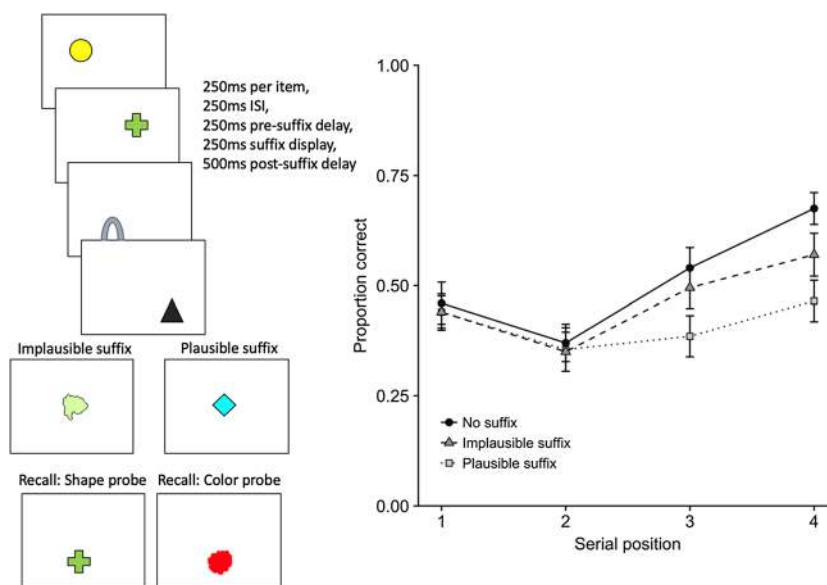 250ms per item,
250ms ISI,
250ms pre-suffix delay,
250ms suffix display,
500ms post-suffix delay
Implausible suffix
Plausible suffix
Recall: Shape probe
Recall: Color probe
Proportion correct
1.00
0.75
0.50
0.25
0.00
No suffix
Implausible suffix
Plausible suffix
1
2
3
4
Serial position